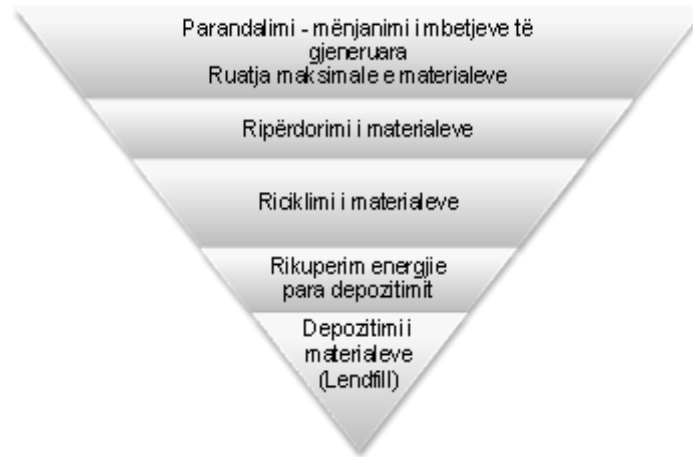 Parandalimi - mënjanimi i mbetjeve të
gjeneruara
Ruatja maksimale e materialeve
Ripërdorimi i materialeve
Riciklimi i materialeve
Rikuperim energjie
para depozitimit
Depozitimi i
materialeve
(Lendfill)